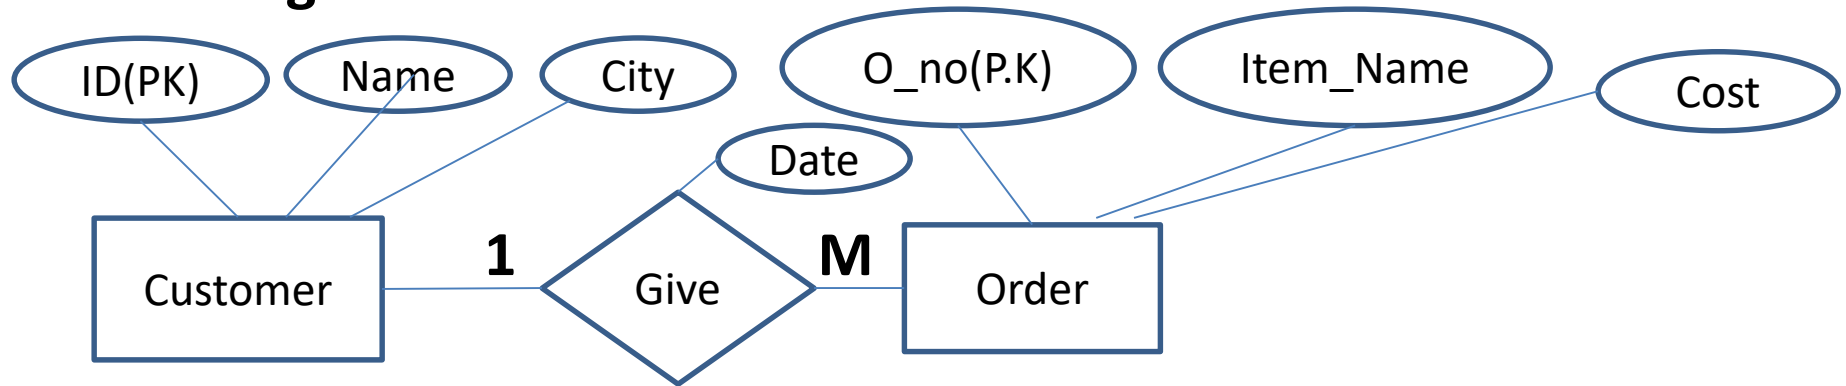 ID(PK)
Name
City
O_no(P.K)
Item_Name
Cost
Date
1
M
Customer
Give
Order